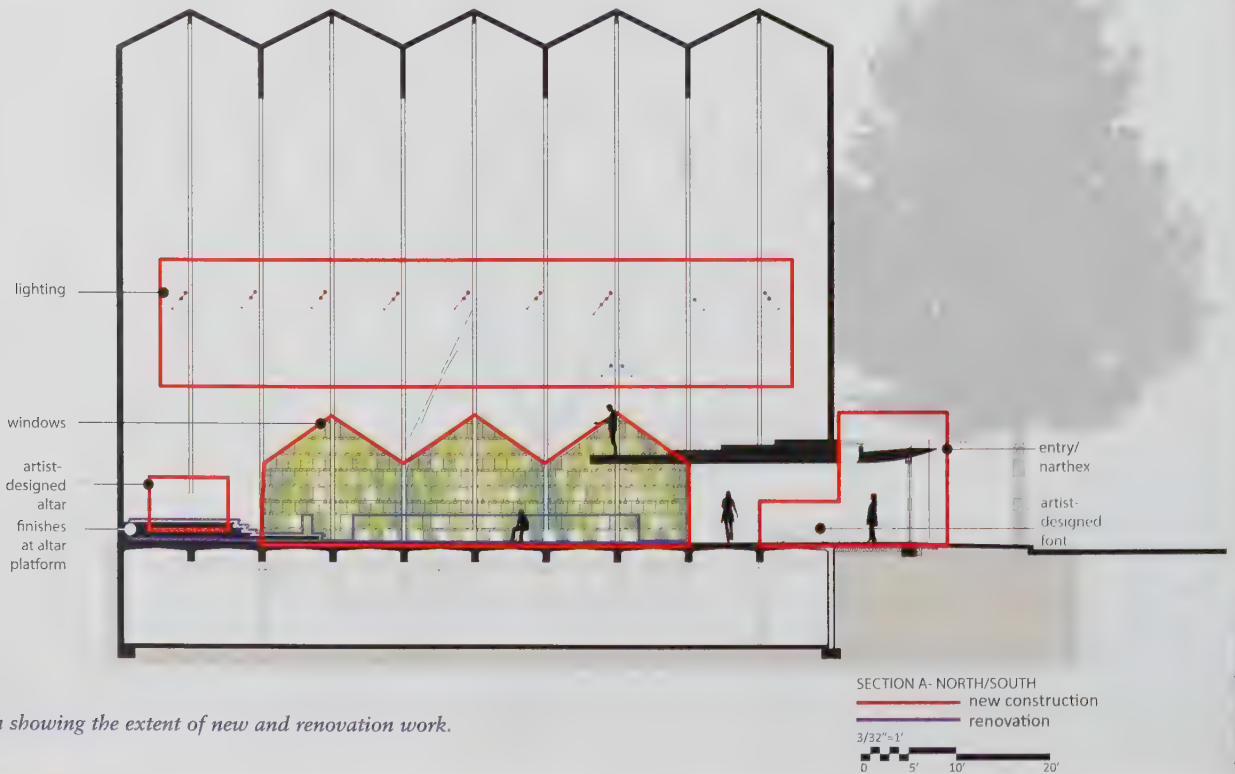 lighting
windows
artist-
designed
altar
finishes
at altar
platform
entry/
narthex
artist-
designed
font
SECTION A- NORTH/SOUTH
new construction
renovation
3/32"=1'
0 5' 10' 20'
showing the extent of new and renovation work.